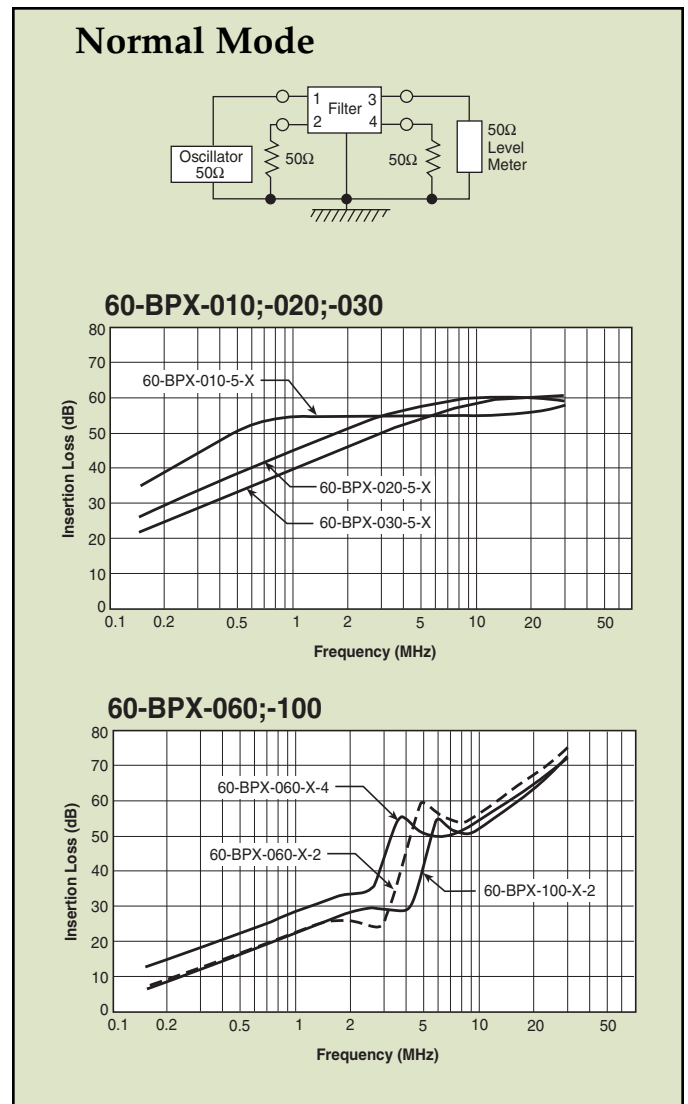 Normal Mode
1 Filter 3
2 4
Oscillator
50Ω
50Ω
50Ω
50Ω
Level
Meter
60-BPX-010;-020;-030
80
70
60
50
40
30
20
10
0
Insertion Loss (dB)
60-BPX-010-5-X
60-BPX-020-5-X
60-BPX-030-5-X
0.1 0.2 0.5 1 2 5 10 20 50
Frequency (MHz)
60-BPX-060;-100
80
70
60
50
40
30
20
10
0
Insertion Loss (dB)
60-BPX-060-X-4
60-BPX-060-X-2
60-BPX-100-X-2
0.1 0.2 0.5 1 2 5 10 20 50
Frequency (MHz)